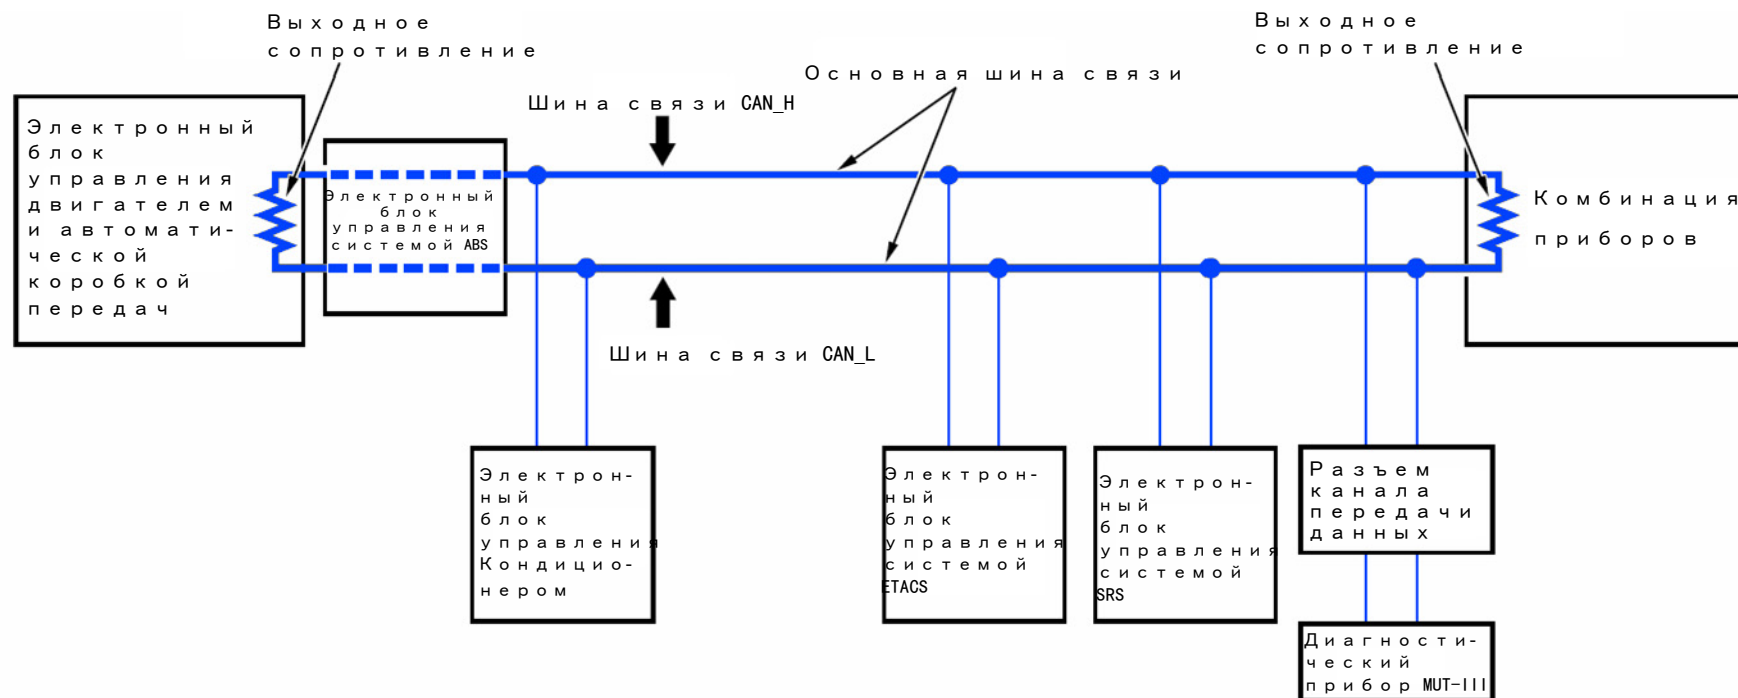 Выходное
сопротивление
Выходное
сопротивление
Основная шина связи
Шина связи CAN_H
Электронный
блок
управления
двигателем
и автомати-
ческой
коробкой
передач
Электронный
блок
управления
системой ABS
Комбинация
приборов
Шина связи CAN_L
Электрон-
ный
блок
управления
Кондицио-
нером
Электрон-
ный
блок
управления
системой
ETACS
Электрон-
ный
блок
управления
системой
SRS
Разъем
канала
передачи
данных
Диагности-
ческий
прибор MUT-III